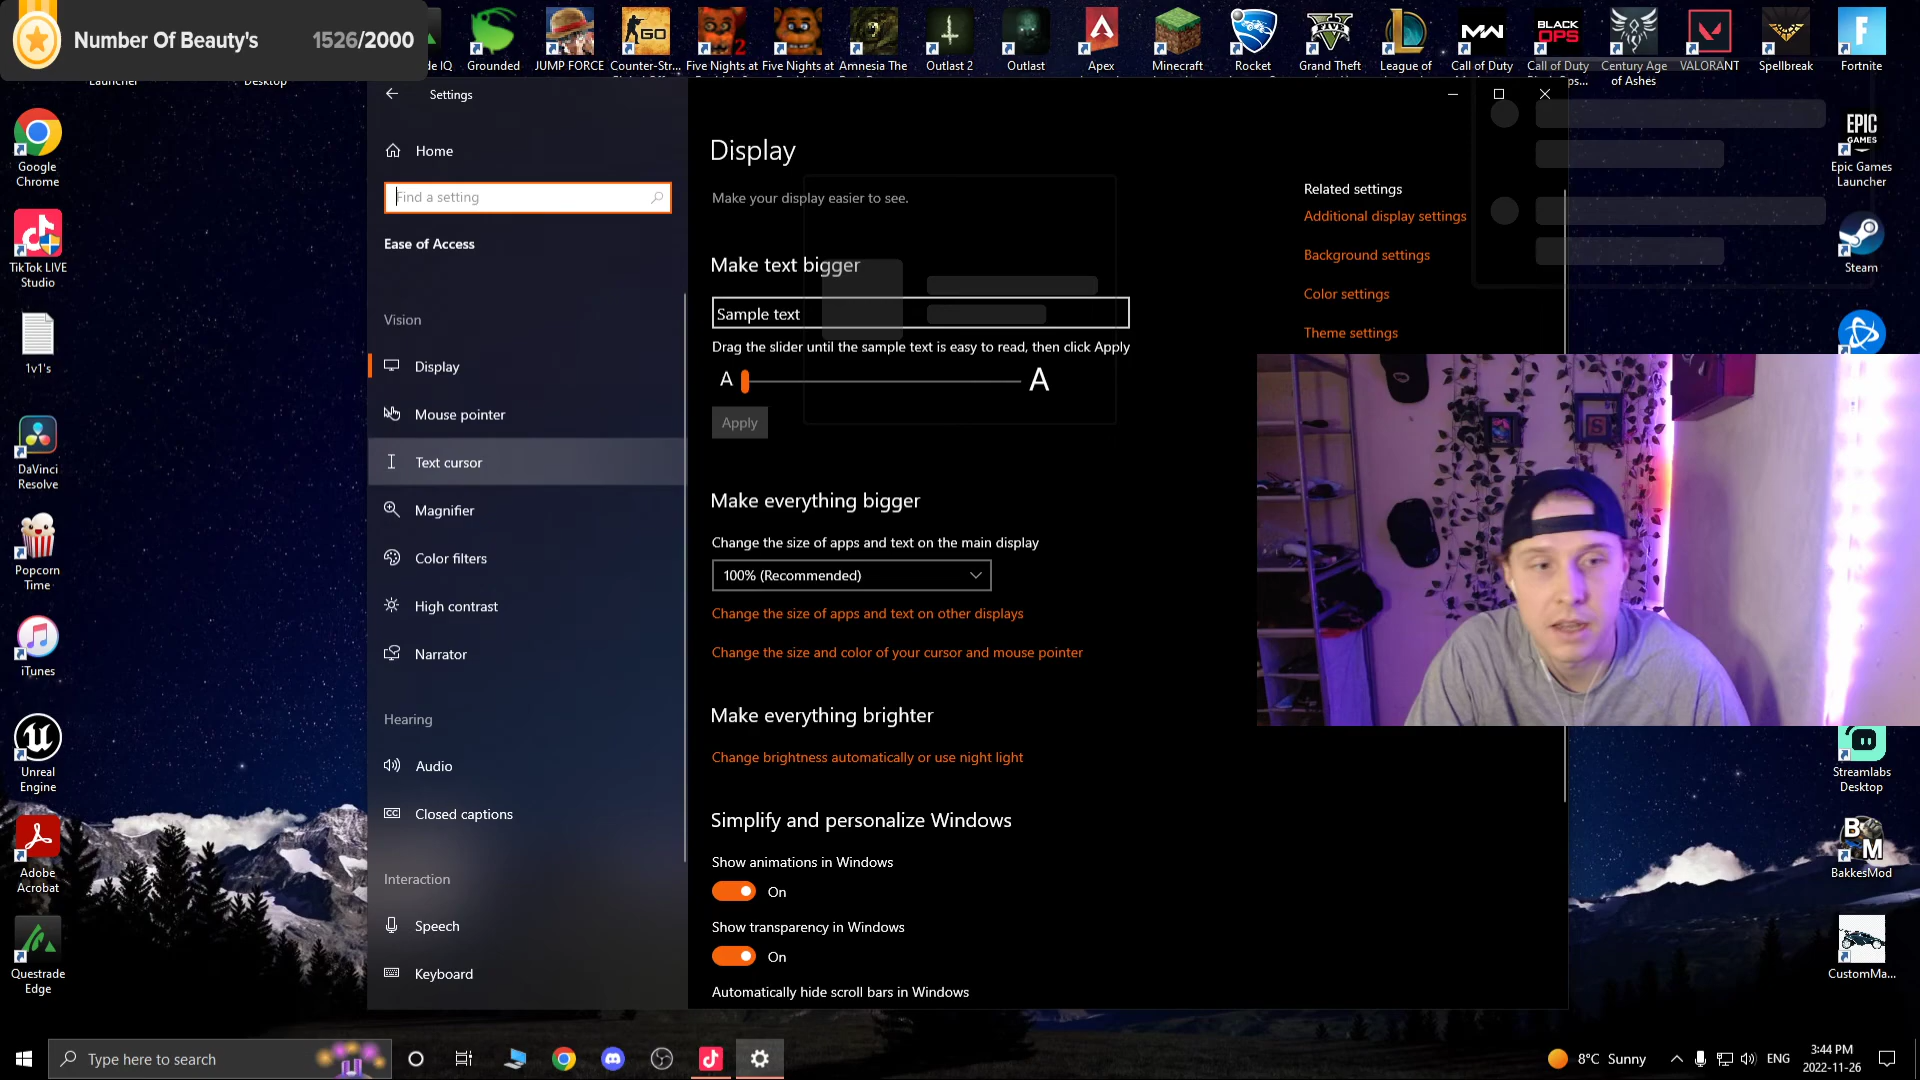 Number Of Beauty's 1526/2000
Launcher
Desktop
de IQ
Grounded
JUMP FORCE
Counter-Str...
Five Nights at
Five Nights at
Amnesia The
Outlast 2
Outlast
Apex
Minecraft
Rocket
Grand Theft
League of
Call of Duty
Call of Duty
Century Age
of Ashes
VALORANT
Spellbreak
Fortnite
Settings
Home
Find a setting
Ease of Access
Vision
Display
Mouse pointer
Text cursor
Magnifier
Color filters
High contrast
Narrator
Hearing
Audio
Closed captions
Interaction
Speech
Keyboard
Display
Make your display easier to see.
Make text bigger
Sample text
Drag the slider until the sample text is easy to read, then click Apply
A A
Apply
Make everything bigger
Change the size of apps and text on the main display
100% (Recommended)
Change the size of apps and text on other displays
Change the size and color of your cursor and mouse pointer
Make everything brighter
Change brightness automatically or use night light
Simplify and personalize Windows
Show animations in Windows
On
Show transparency in Windows
On
Automatically hide scroll bars in Windows
Related settings
Additional display settings
Background settings
Color settings
Theme settings
Google
Chrome
TikTok LIVE
Studio
1v1's
DaVinci
Resolve
Popcorn
Time
iTunes
Unreal
Engine
Adobe
Acrobat
Questrade
Edge
EPIC
GAMES
Epic Games
Launcher
Steam
Streamlabs
Desktop
BakkesMod
CustomMa...
Type here to search
8°C Sunny
ENG
3:44 PM
2022-11-26